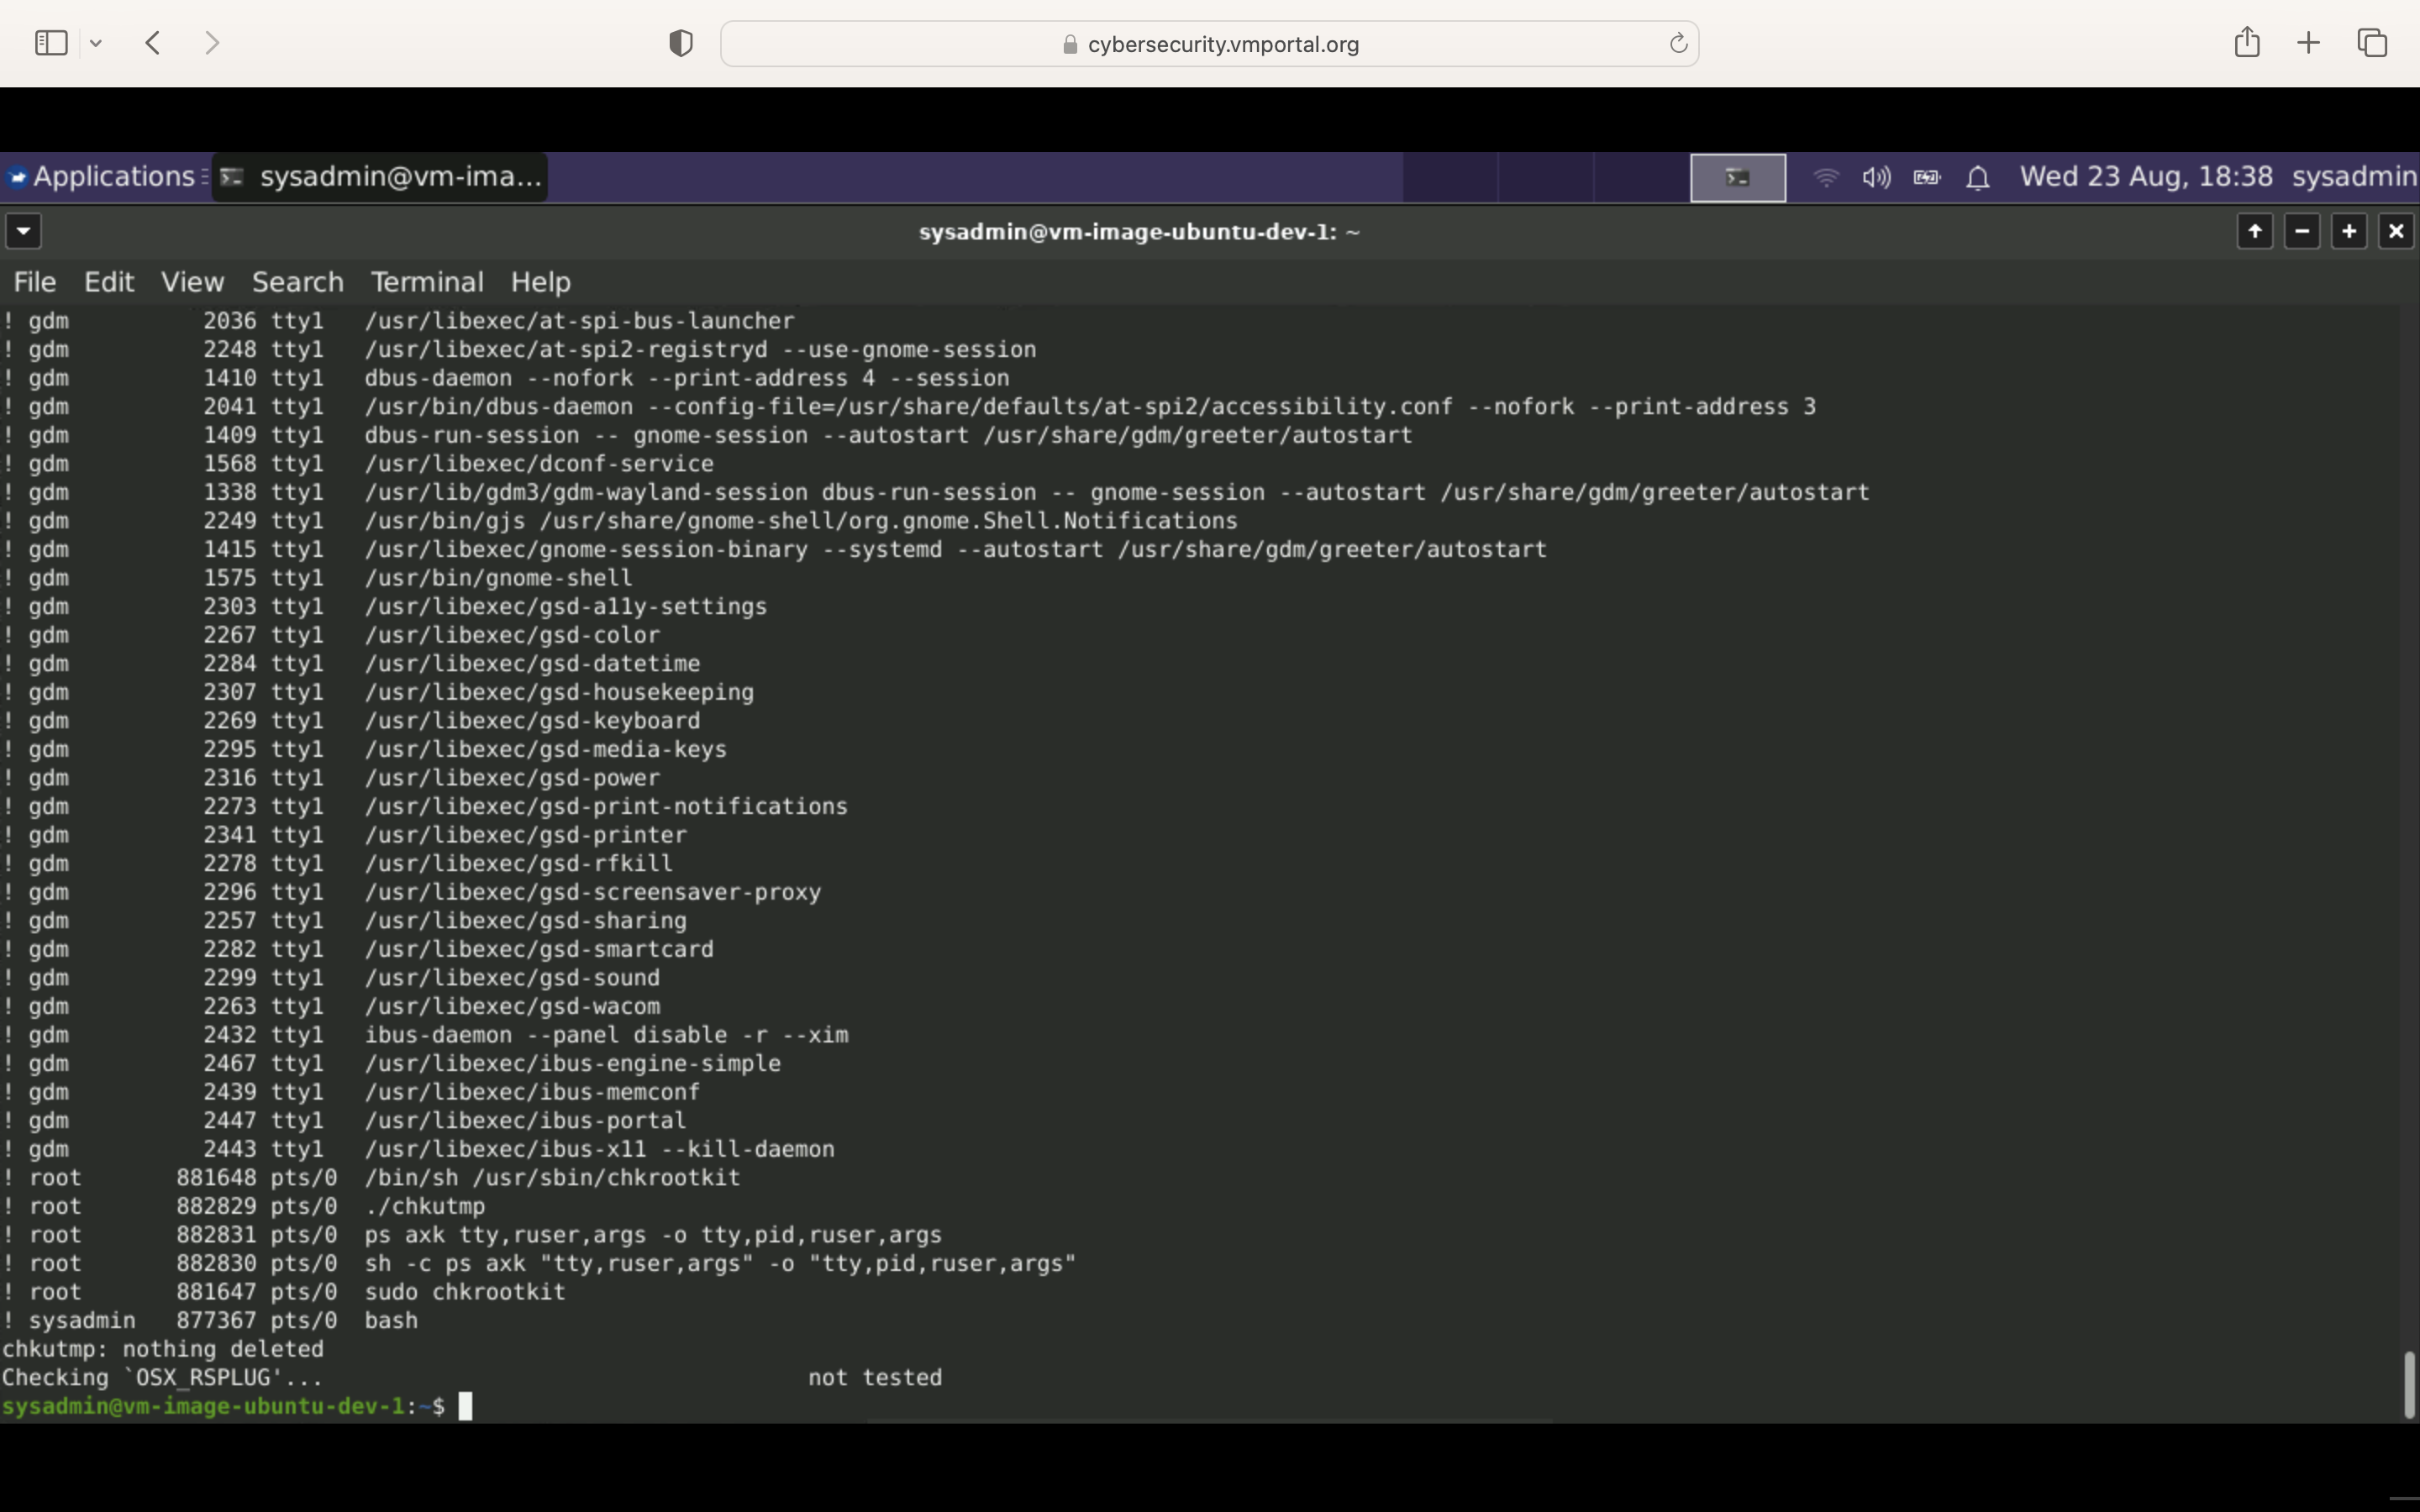 cybersecurity.vmportal.org
Applications sysadmin@vm-ima... Wed 23 Aug, 18:38 sysadmin
sysadmin@vm-image-ubuntu-dev-1: ~
File Edit View Search Terminal Help
! gdm 2036 tty1 /usr/libexec/at-spi-bus-launcher
! gdm 2248 tty1 /usr/libexec/at-spi2-registryd --use-gnome-session
! gdm 1410 tty1 dbus-daemon --nofork --print-address 4 --session
! gdm 2041 tty1 /usr/bin/dbus-daemon --config-file=/usr/share/defaults/at-spi2/accessibility.conf --nofork --print-address 3
! gdm 1409 tty1 dbus-run-session -- gnome-session --autostart /usr/share/gdm/greeter/autostart
! gdm 1568 tty1 /usr/libexec/dconf-service
! gdm 1338 tty1 /usr/lib/gdm3/gdm-wayland-session dbus-run-session -- gnome-session --autostart /usr/share/gdm/greeter/autostart
! gdm 2249 tty1 /usr/bin/gjs /usr/share/gnome-shell/org.gnome.Shell.Notifications
! gdm 1415 tty1 /usr/libexec/gnome-session-binary --systemd --autostart /usr/share/gdm/greeter/autostart
! gdm 1575 tty1 /usr/bin/gnome-shell
! gdm 2303 tty1 /usr/libexec/gsd-a11y-settings
! gdm 2267 tty1 /usr/libexec/gsd-color
! gdm 2284 tty1 /usr/libexec/gsd-datetime
! gdm 2307 tty1 /usr/libexec/gsd-housekeeping
! gdm 2269 tty1 /usr/libexec/gsd-keyboard
! gdm 2295 tty1 /usr/libexec/gsd-media-keys
! gdm 2316 tty1 /usr/libexec/gsd-power
! gdm 2273 tty1 /usr/libexec/gsd-print-notifications
! gdm 2341 tty1 /usr/libexec/gsd-printer
! gdm 2278 tty1 /usr/libexec/gsd-rfkill
! gdm 2296 tty1 /usr/libexec/gsd-screensaver-proxy
! gdm 2257 tty1 /usr/libexec/gsd-sharing
! gdm 2282 tty1 /usr/libexec/gsd-smartcard
! gdm 2299 tty1 /usr/libexec/gsd-sound
! gdm 2263 tty1 /usr/libexec/gsd-wacom
! gdm 2432 tty1 ibus-daemon --panel disable -r --xim
! gdm 2467 tty1 /usr/libexec/ibus-engine-simple
! gdm 2439 tty1 /usr/libexec/ibus-memconf
! gdm 2447 tty1 /usr/libexec/ibus-portal
! gdm 2443 tty1 /usr/libexec/ibus-x11 --kill-daemon
! root 881648 pts/0 /bin/sh /usr/sbin/chkrootkit
! root 882829 pts/0 ./chkutmp
! root 882831 pts/0 ps axk tty,ruser,args -o tty,pid,ruser,args
! root 882830 pts/0 sh -c ps axk "tty,ruser,args" -o "tty,pid,ruser,args"
! root 881647 pts/0 sudo chkrootkit
! sysadmin 877367 pts/0 bash
chkutmp: nothing deleted
Checking `OSX_RSPLUG'... not tested
sysadmin@vm-image-ubuntu-dev-1:~$